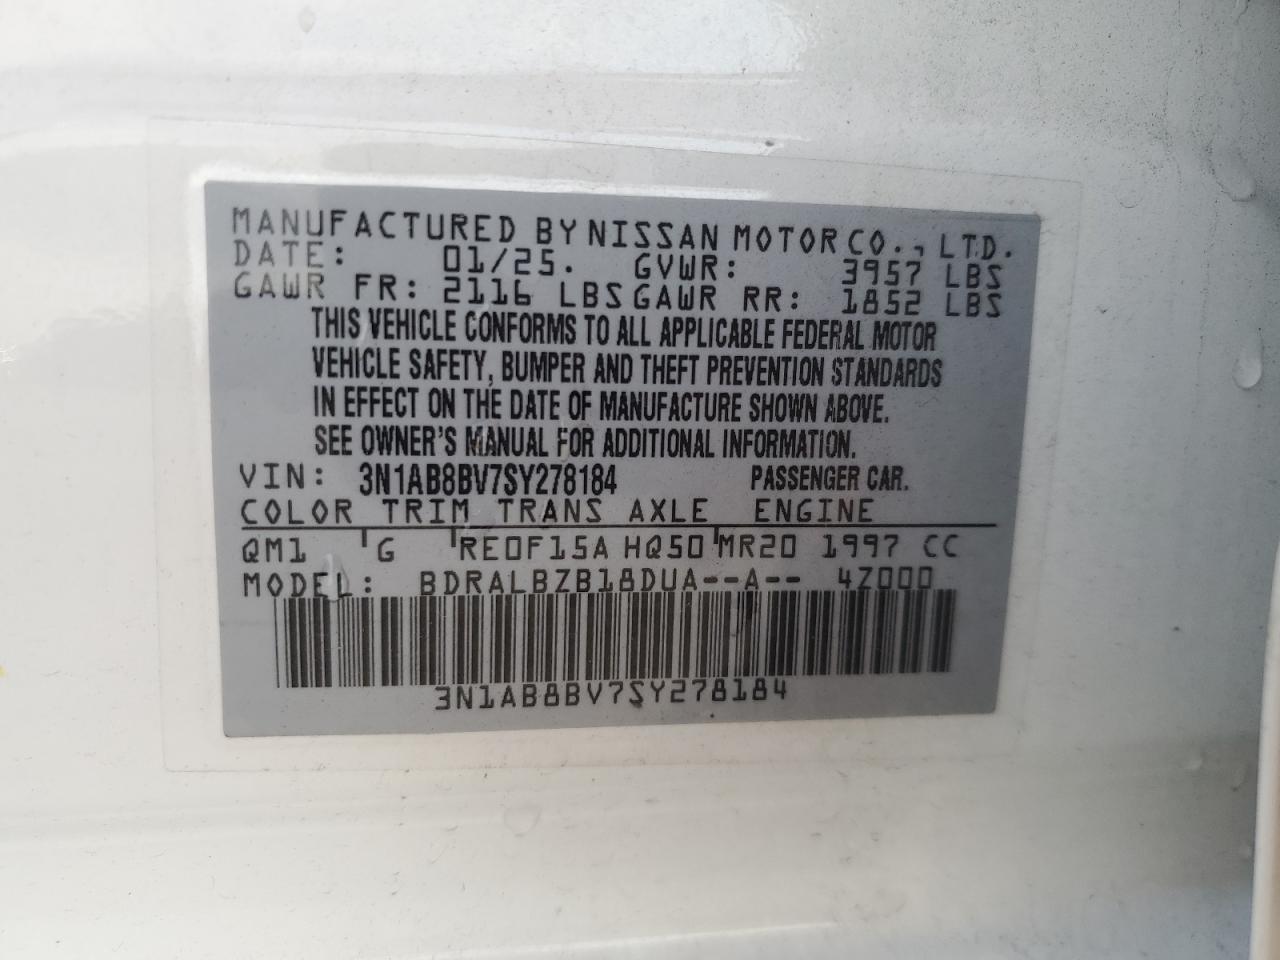 MANUFACTURED BY NISSAN MOTOR CO., LTD.
DATE: 01/25. GVWR: 3957 LBS
GAWR FR: 2116 LBS GAWR RR: 1852 LBS
THIS VEHICLE CONFORMS TO ALL APPLICABLE FEDERAL MOTOR
VEHICLE SAFETY, BUMPER AND THEFT PREVENTION STANDARDS
IN EFFECT ON THE DATE OF MANUFACTURE SHOWN ABOVE.
SEE OWNER'S MANUAL FOR ADDITIONAL INFORMATION.
VIN: 3N1AB8BV7SY278184 PASSENGER CAR.
COLOR TRIM TRANS AXLE ENGINE
QM1 G RE0F15A HQ50 MR20 1997 CC
MODEL: BDRALBZB18DUA--A-- 4Z000
3N1AB8BV7SY278184